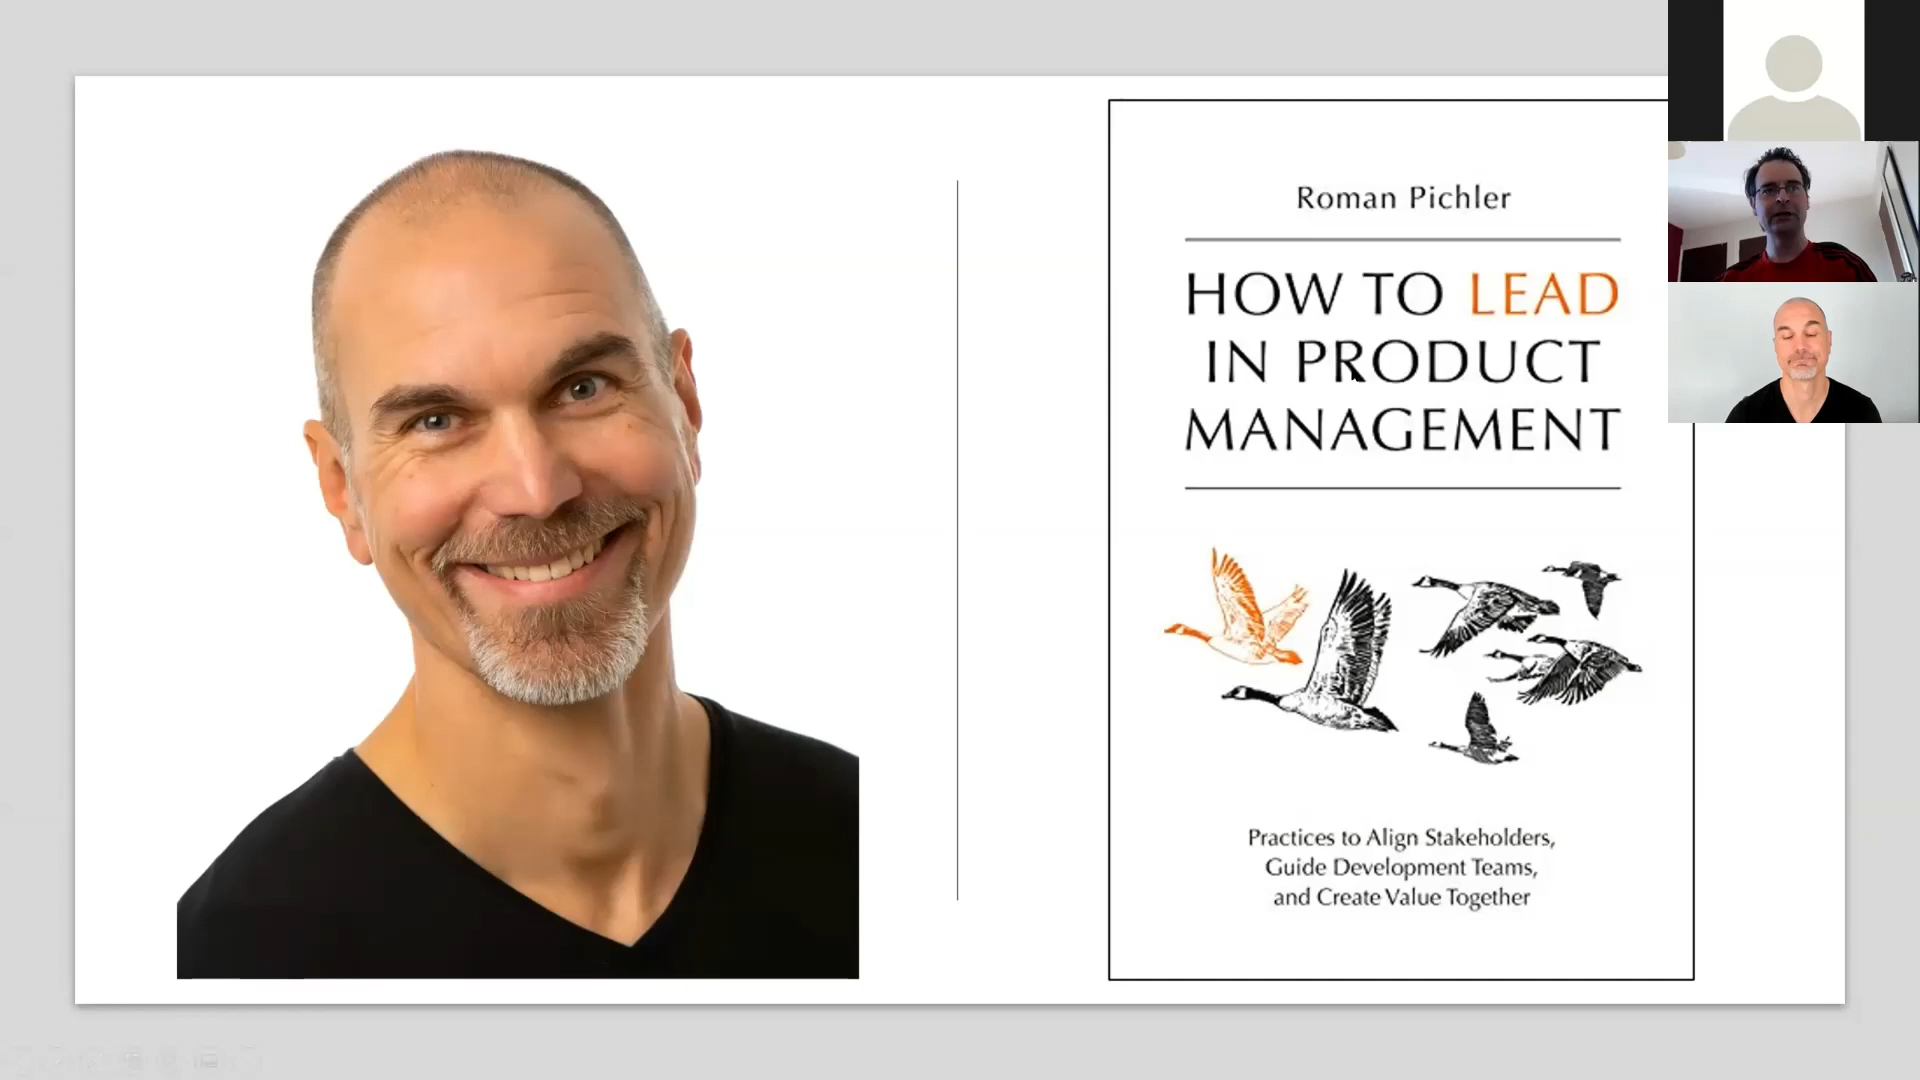 Roman Pichler
HOW TO LEAD
IN PRODUCT
MANAGEMENT
Practices to Align Stakeholders,
Guide Development Teams,
and Create Value Together